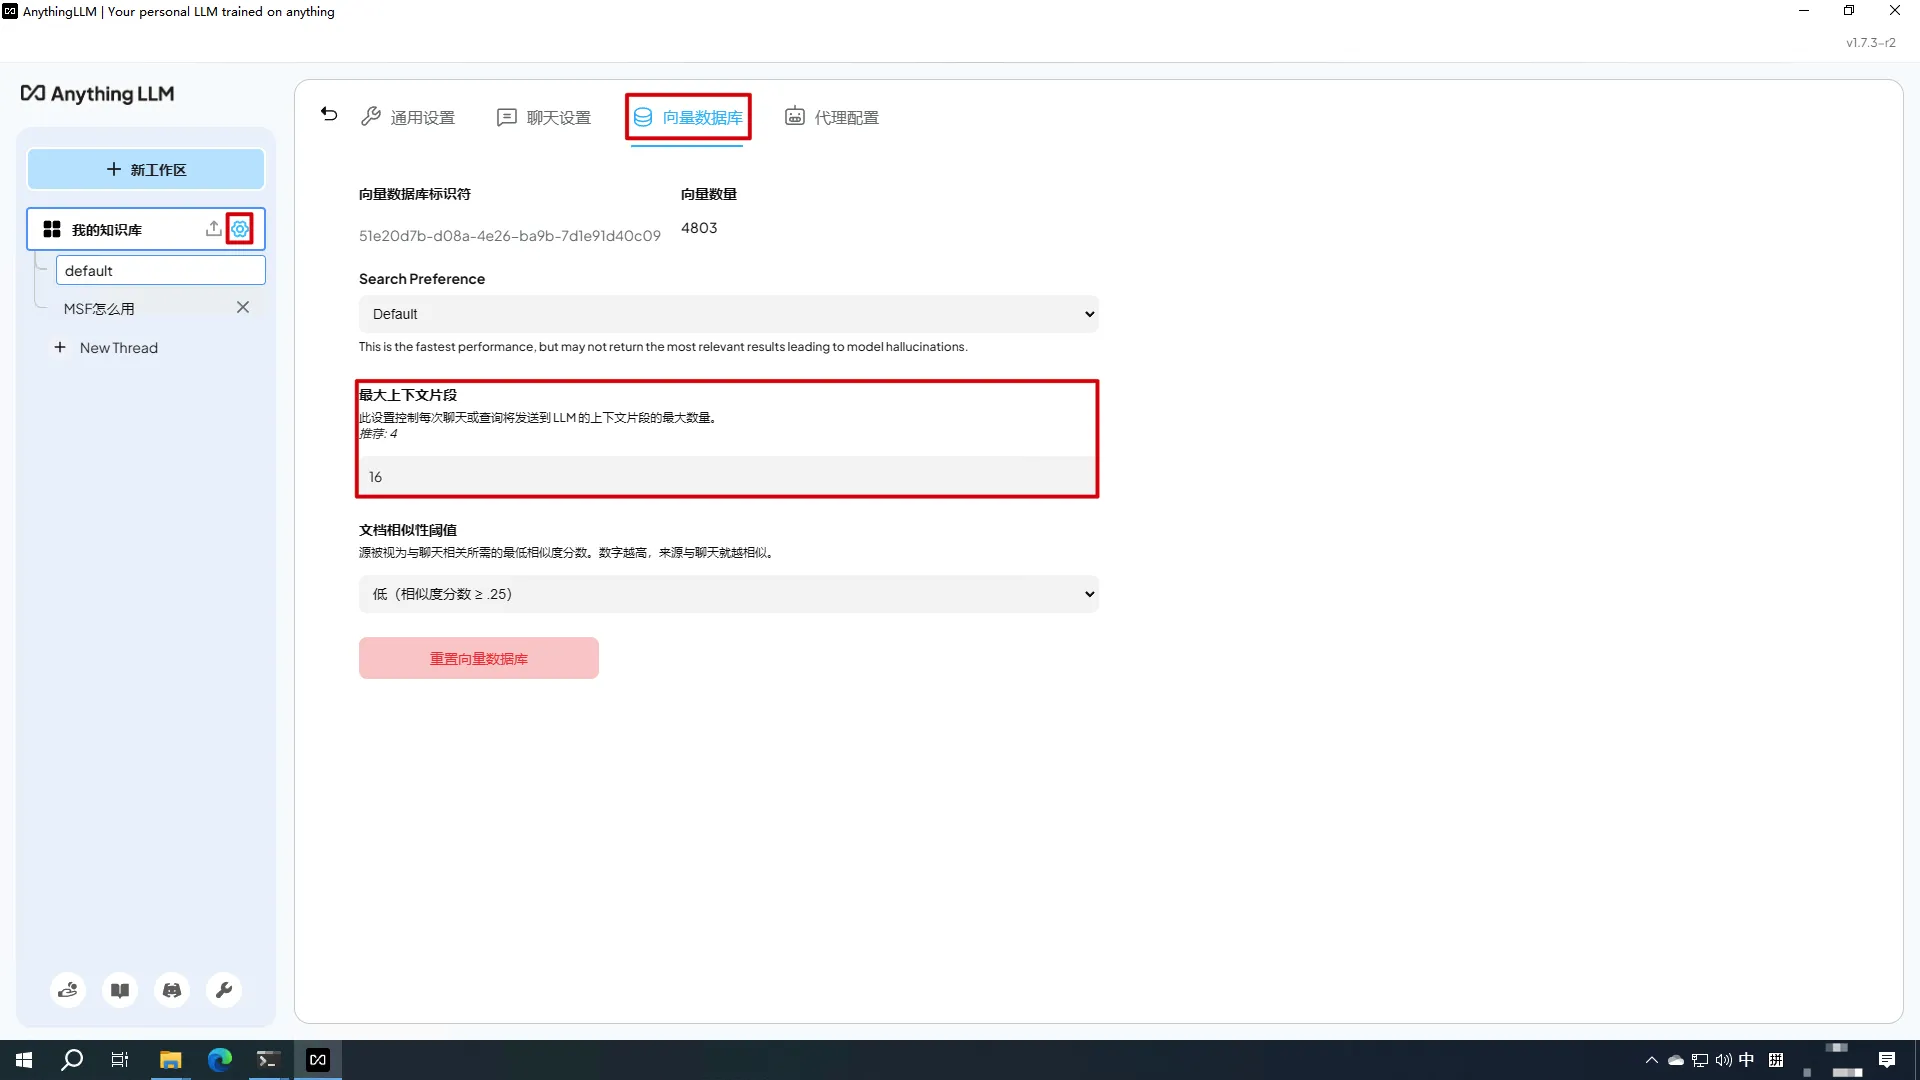 AnythingLLM | Your personal LLM trained on anything
v1.7.3-r2
Anything LLM
新工作区
我的知识库
default
MSF怎么用
New Thread
通用设置
聊天设置
向量数据库
代理配置
向量数据库标识符
向量数量
51e20d7b-d08a-4e26-ba9b-7d1e91d40c09
4803
Search Preference
Default
This is the fastest performance, but may not return the most relevant results leading to model hallucinations.
最大上下文片段
此设置控制每次聊天或查询将发送到 LLM 的上下文片段的最大数量。
推荐: 4
16
文档相似性阈值
源被视为与聊天相关所需的最低相似度分数。数字越高，来源与聊天就越相似。
低（相似度分数 ≥ .25）
重置向量数据库
中
拼